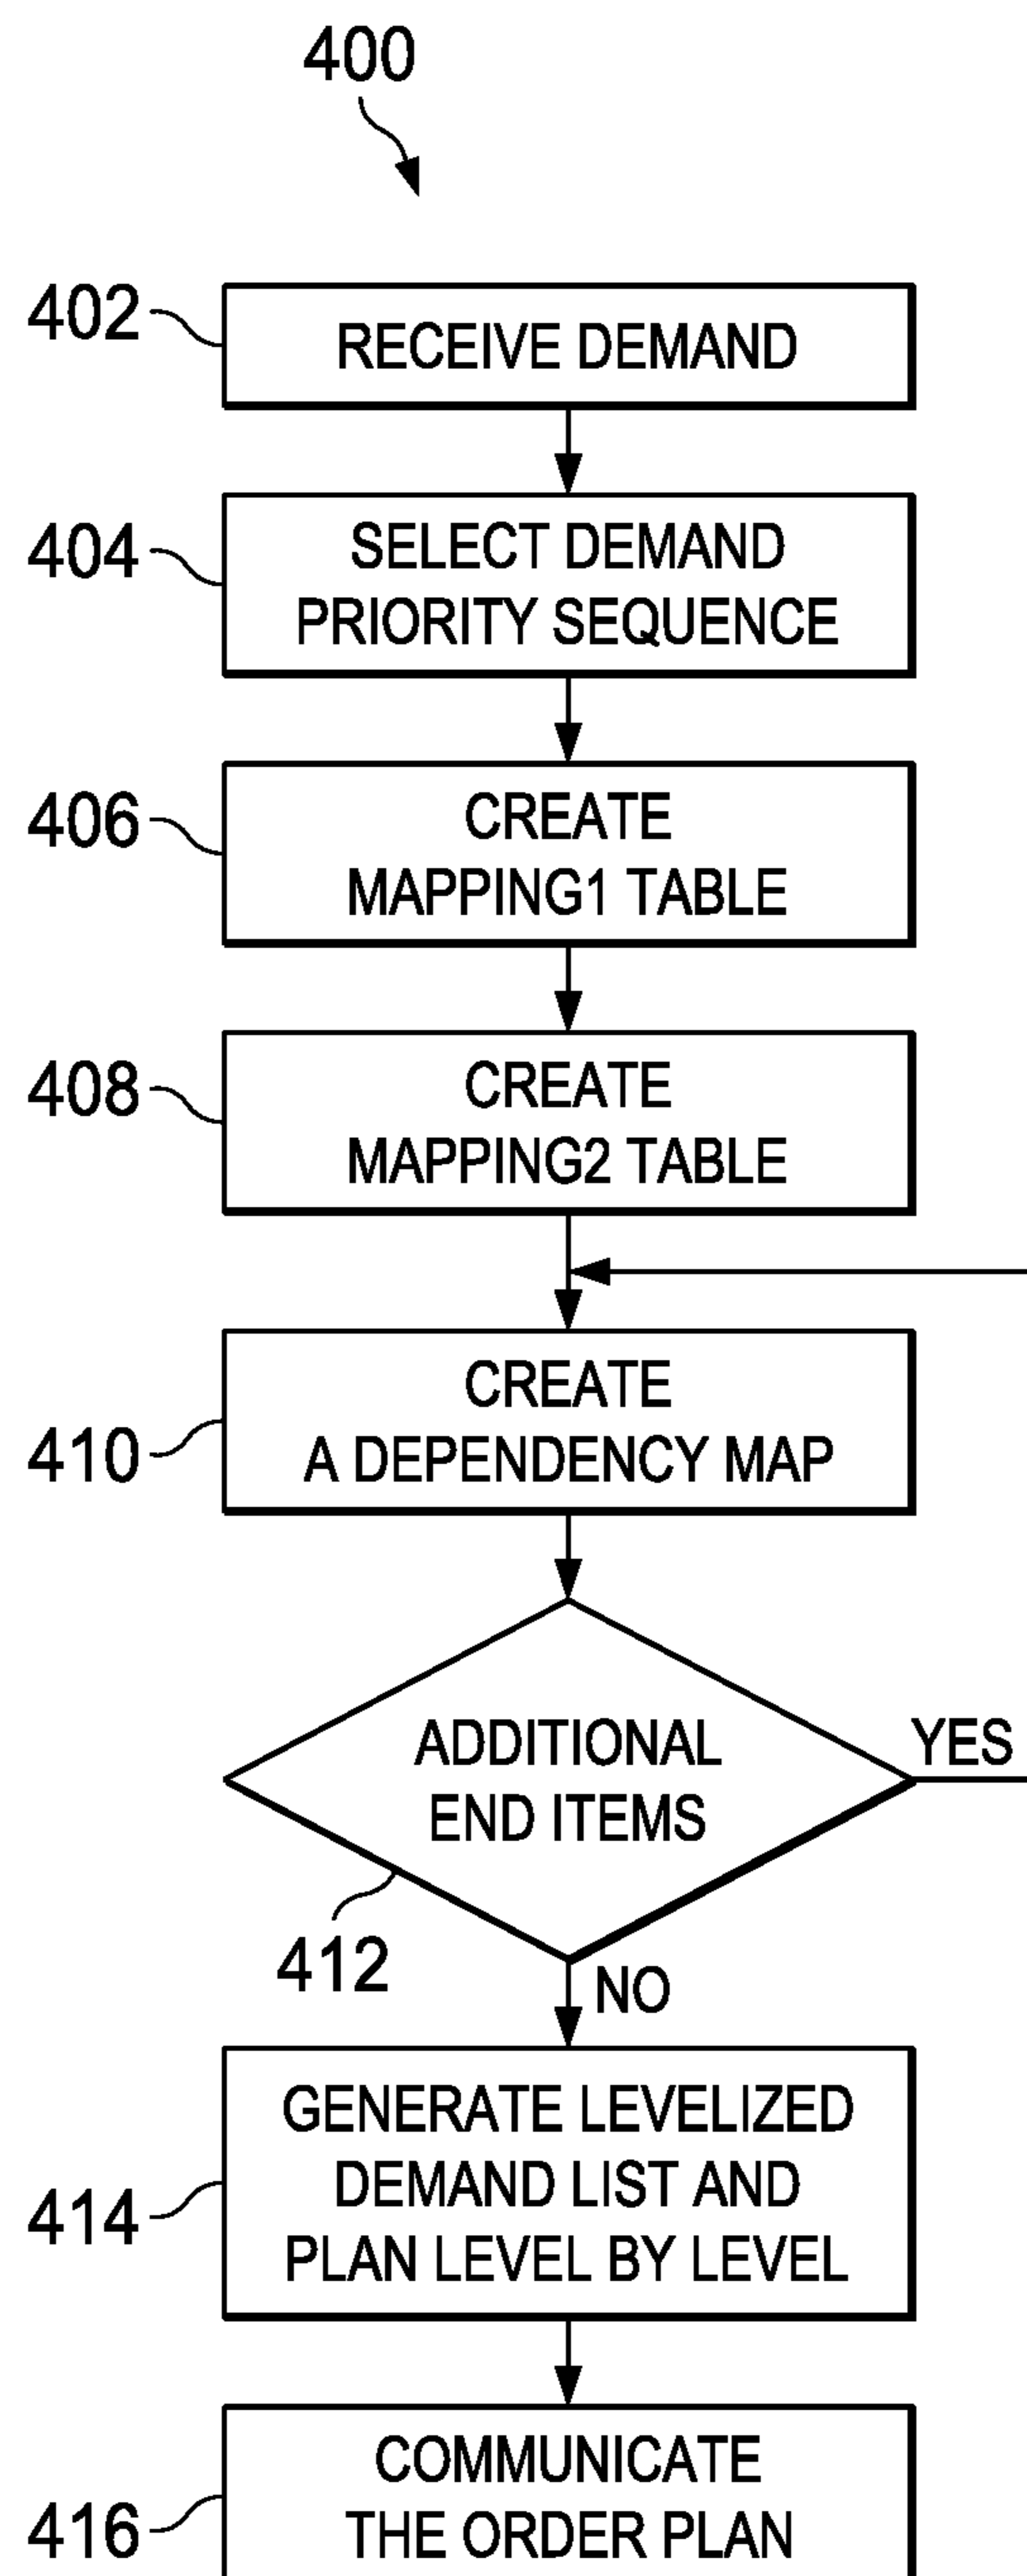 400
402
RECEIVE DEMAND
404
SELECT DEMAND
PRIORITY SEQUENCE
406
CREATE
MAPPING1 TABLE
408
CREATE
MAPPING2 TABLE
410
CREATE
A DEPENDENCY MAP
ADDITIONAL
END ITEMS
YES
412
NO
414
GENERATE LEVELIZED
DEMAND LIST AND
PLAN LEVEL BY LEVEL
416
COMMUNICATE
THE ORDER PLAN